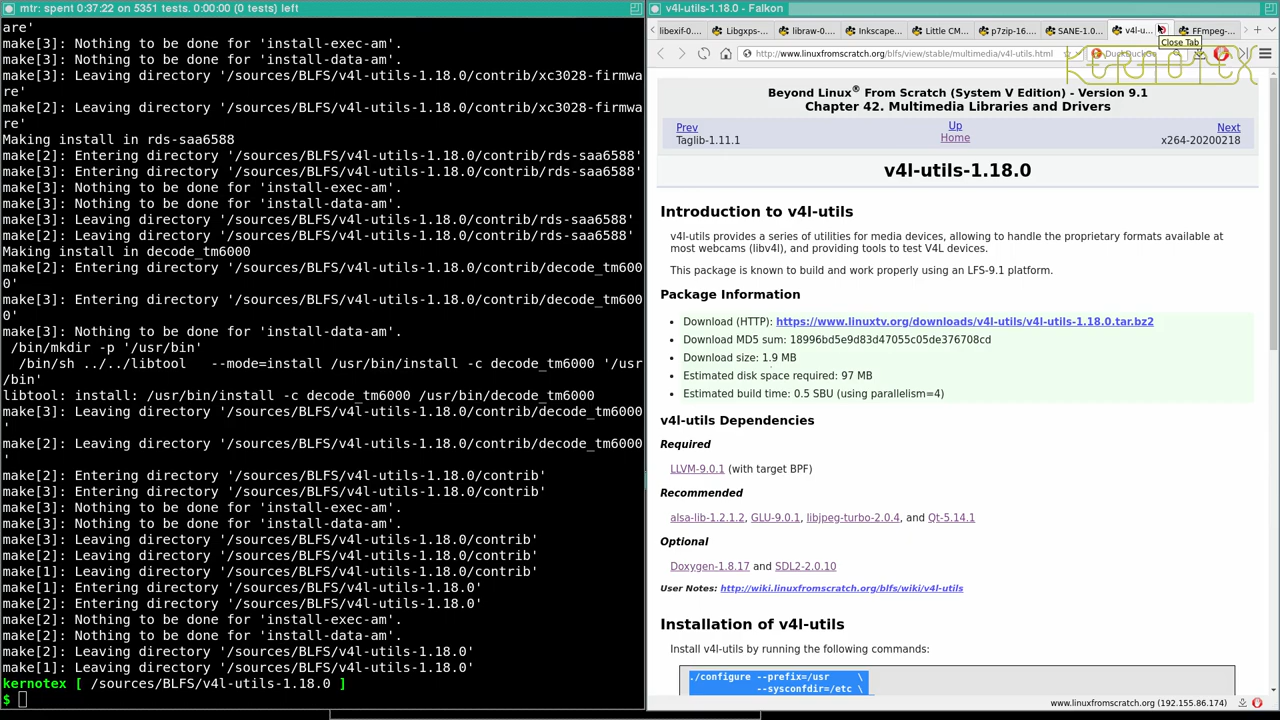 mtr: press C on 5351 tests. 0:00:00 (0:00:00) left
are'
make[3]: Nothing to be done for 'install-exec-am'.
make[3]: Nothing to be done for 'install-data-am'.
make[3]: Leaving directory '/sources/BLFS/v4l-utils-1.18.0/contrib/xc3028-firmwa
re'
make[2]: Leaving directory '/sources/BLFS/v4l-utils-1.18.0/contrib/xc3028-firmwa
re'
Making install in rds-saa6588
make[2]: Entering directory '/sources/BLFS/v4l-utils-1.18.0/contrib/rds-saa6588'
make[3]: Entering directory '/sources/BLFS/v4l-utils-1.18.0/contrib/rds-saa6588'
make[3]: Nothing to be done for 'install-exec-am'.
make[3]: Nothing to be done for 'install-data-am'.
make[3]: Leaving directory '/sources/BLFS/v4l-utils-1.18.0/contrib/rds-saa6588'
make[2]: Leaving directory '/sources/BLFS/v4l-utils-1.18.0/contrib/rds-saa6588'
Making install in decode_tm6000
make[2]: Entering directory '/sources/BLFS/v4l-utils-1.18.0/contrib/decode_tm600
0'
make[3]: Entering directory '/sources/BLFS/v4l-utils-1.18.0/contrib/decode_tm600
0'
make[3]: Nothing to be done for 'install-data-am'.
/bin/mkdir -p '/usr/bin'
/bin/sh ../../libtool   --mode=install /usr/bin/install -c decode_tm6000 '/usr
/bin'
libtool: install: /usr/bin/install -c decode_tm6000 /usr/bin/decode_tm6000
make[3]: Leaving directory '/sources/BLFS/v4l-utils-1.18.0/contrib/decode_tm6000
'
make[2]: Leaving directory '/sources/BLFS/v4l-utils-1.18.0/contrib/decode_tm6000
'
make[2]: Entering directory '/sources/BLFS/v4l-utils-1.18.0/contrib'
make[3]: Entering directory '/sources/BLFS/v4l-utils-1.18.0/contrib'
make[3]: Nothing to be done for 'install-exec-am'.
make[3]: Nothing to be done for 'install-data-am'.
make[3]: Leaving directory '/sources/BLFS/v4l-utils-1.18.0/contrib'
make[2]: Leaving directory '/sources/BLFS/v4l-utils-1.18.0/contrib'
make[1]: Leaving directory '/sources/BLFS/v4l-utils-1.18.0/contrib'
make[1]: Entering directory '/sources/BLFS/v4l-utils-1.18.0'
make[2]: Entering directory '/sources/BLFS/v4l-utils-1.18.0'
make[2]: Nothing to be done for 'install-exec-am'.
make[2]: Nothing to be done for 'install-data-am'.
make[2]: Leaving directory '/sources/BLFS/v4l-utils-1.18.0'
make[1]: Leaving directory '/sources/BLFS/v4l-utils-1.18.0'
kernotex [ /sources/BLFS/v4l-utils-1.18.0 ]
$
v4l-utils-1.18.0 - Falkon
libexif-0.... Libgxps-... libraw-0.... Inkscape... Little CM... p7zip-16.... SANE-1.0... v4l-u... FFmpeg-...
Close Tab
http://www.linuxfromscratch.org/blfs/view/stable/multimedia/v4l-utils.html DuckDuckGo
KERNOTEX
Beyond Linux® From Scratch (System V Edition) - Version 9.1
Chapter 42. Multimedia Libraries and Drivers
Prev Up Next
Taglib-1.11.1 Home x264-20200218
v4l-utils-1.18.0
Introduction to v4l-utils
v4l-utils provides a series of utilities for media devices, allowing to handle the proprietary formats available at
most webcams (libv4l), and providing tools to test V4L devices.
This package is known to build and work properly using an LFS-9.1 platform.
Package Information
• Download (HTTP): https://www.linuxtv.org/downloads/v4l-utils/v4l-utils-1.18.0.tar.bz2
• Download MD5 sum: 18996bd5e9d83d47055c05de376708cd
• Download size: 1.9 MB
• Estimated disk space required: 97 MB
• Estimated build time: 0.5 SBU (using parallelism=4)
v4l-utils Dependencies
Required
LLVM-9.0.1 (with target BPF)
Recommended
alsa-lib-1.2.1.2, GLU-9.0.1, libjpeg-turbo-2.0.4, and Qt-5.14.1
Optional
Doxygen-1.8.17 and SDL2-2.0.10
User Notes: http://wiki.linuxfromscratch.org/blfs/wiki/v4l-utils
Installation of v4l-utils
Install v4l-utils by running the following commands:
./configure --prefix=/usr \
--sysconfdir=/etc \
www.linuxfromscratch.org (192.155.86.174)